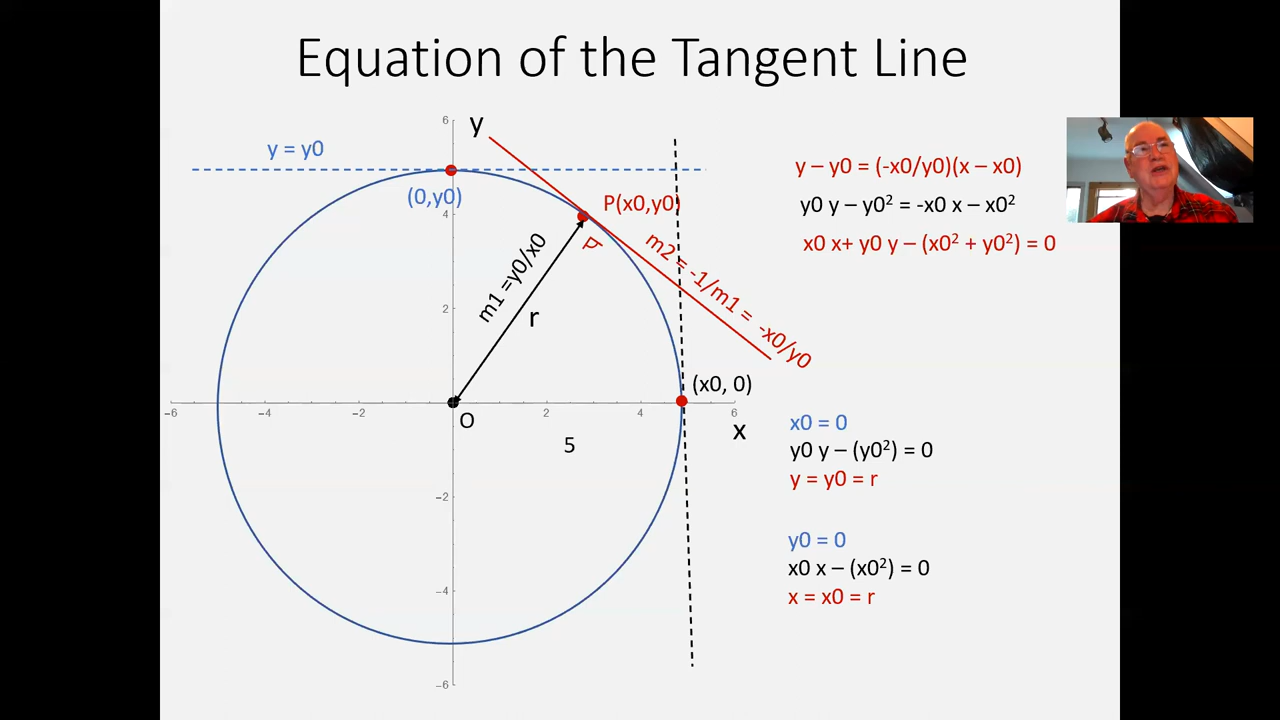 Equation of the Tangent Line
6
y
y = y0
(0,y0)
4
P(x0,y0)
P
m1 =y0/x0
r
m2 = -1/m1 = -x0/y0
2
(x0, 0)
-6
-4
-2
2
4
6
O
x
5
-2
-4
-6
y – y0 = (-x0/y0)(x – x0)
y0 y – y0² = -x0 x – x0²
x0 x+ y0 y – (x0² + y0²) = 0
x0 = 0
y0 y – (y0²) = 0
y = y0 = r
y0 = 0
x0 x – (x0²) = 0
x = x0 = r